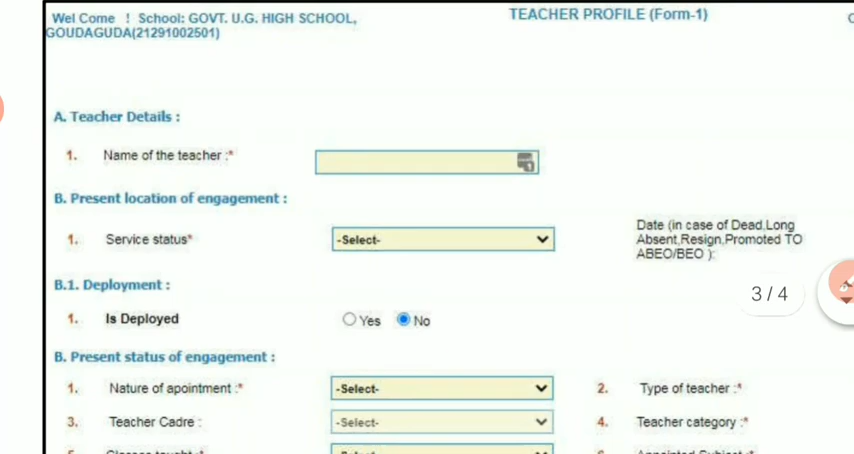 Wel Come ! School: GOVT. U.G. HIGH SCHOOL, GOUDAGUDA(21291002501)
TEACHER PROFILE (Form-1)
A. Teacher Details :
1. Name of the teacher :*
B. Present location of engagement :
1. Service status* -Select-
Date (in case of Dead,Long
Absent,Resign,Promoted TO
ABEO/BEO ):
B.1. Deployment :
3 / 4
1. Is Deployed Yes No
B. Present status of engagement :
1. Nature of apointment :* -Select- 2. Type of teacher :*
3. Teacher Cadre : -Select- 4. Teacher category :*